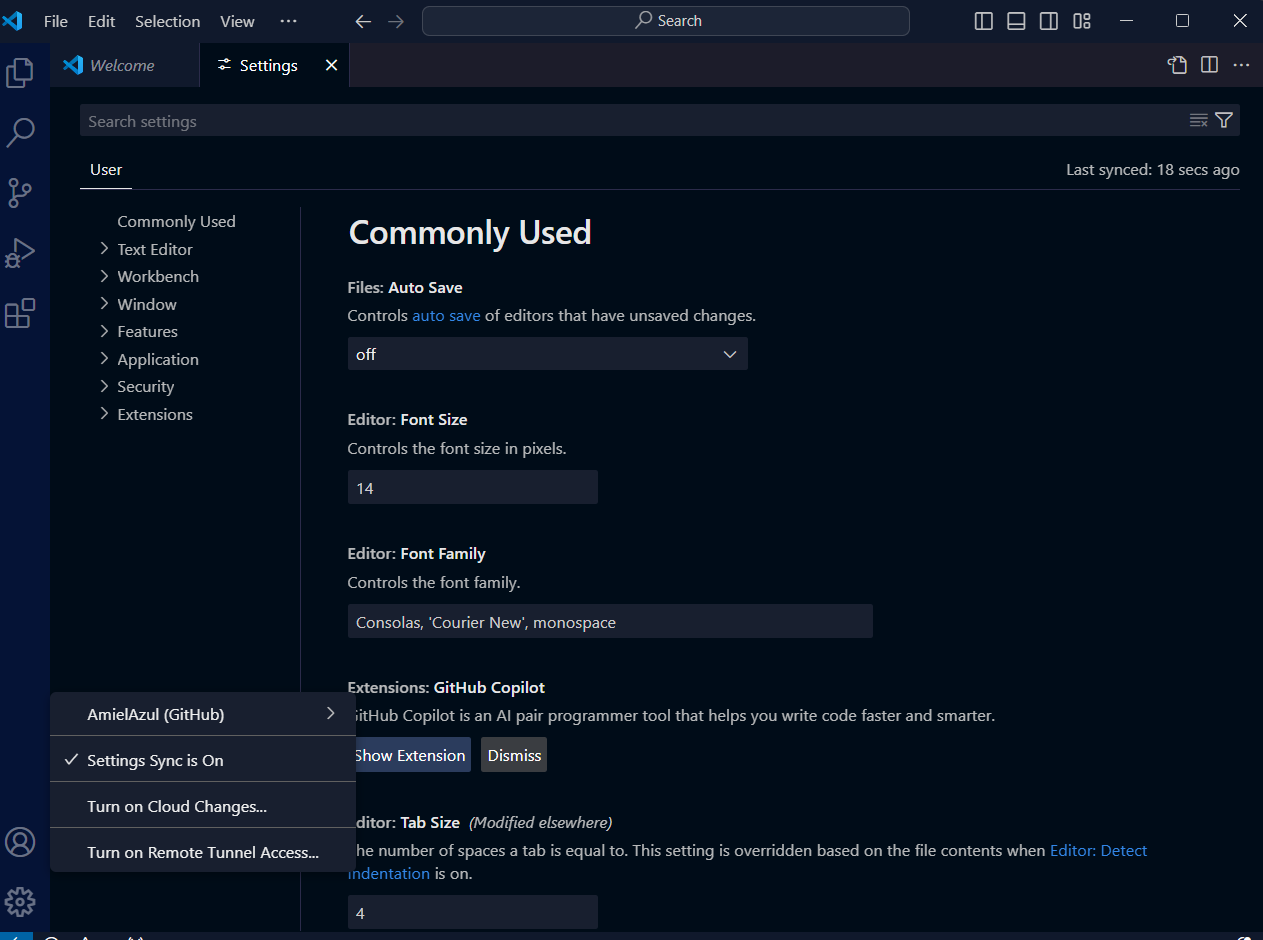 File Edit Selection View ··· Search
Welcome Settings
Search settings
User Last synced: 18 secs ago
Commonly Used
Text Editor
Workbench
Window
Features
Application
Security
Extensions
Commonly Used
Files: Auto Save
Controls auto save of editors that have unsaved changes.
off
Editor: Font Size
Controls the font size in pixels.
14
Editor: Font Family
Controls the font family.
Consolas, 'Courier New', monospace
Extensions: GitHub Copilot
GitHub Copilot is an AI pair programmer tool that helps you write code faster and smarter.
Show Extension Dismiss
ditor: Tab Size (Modified elsewhere)
he number of spaces a tab is equal to. This setting is overridden based on the file contents when Editor: Detect
Indentation is on.
4
AmielAzul (GitHub)
Settings Sync is On
Turn on Cloud Changes...
Turn on Remote Tunnel Access...